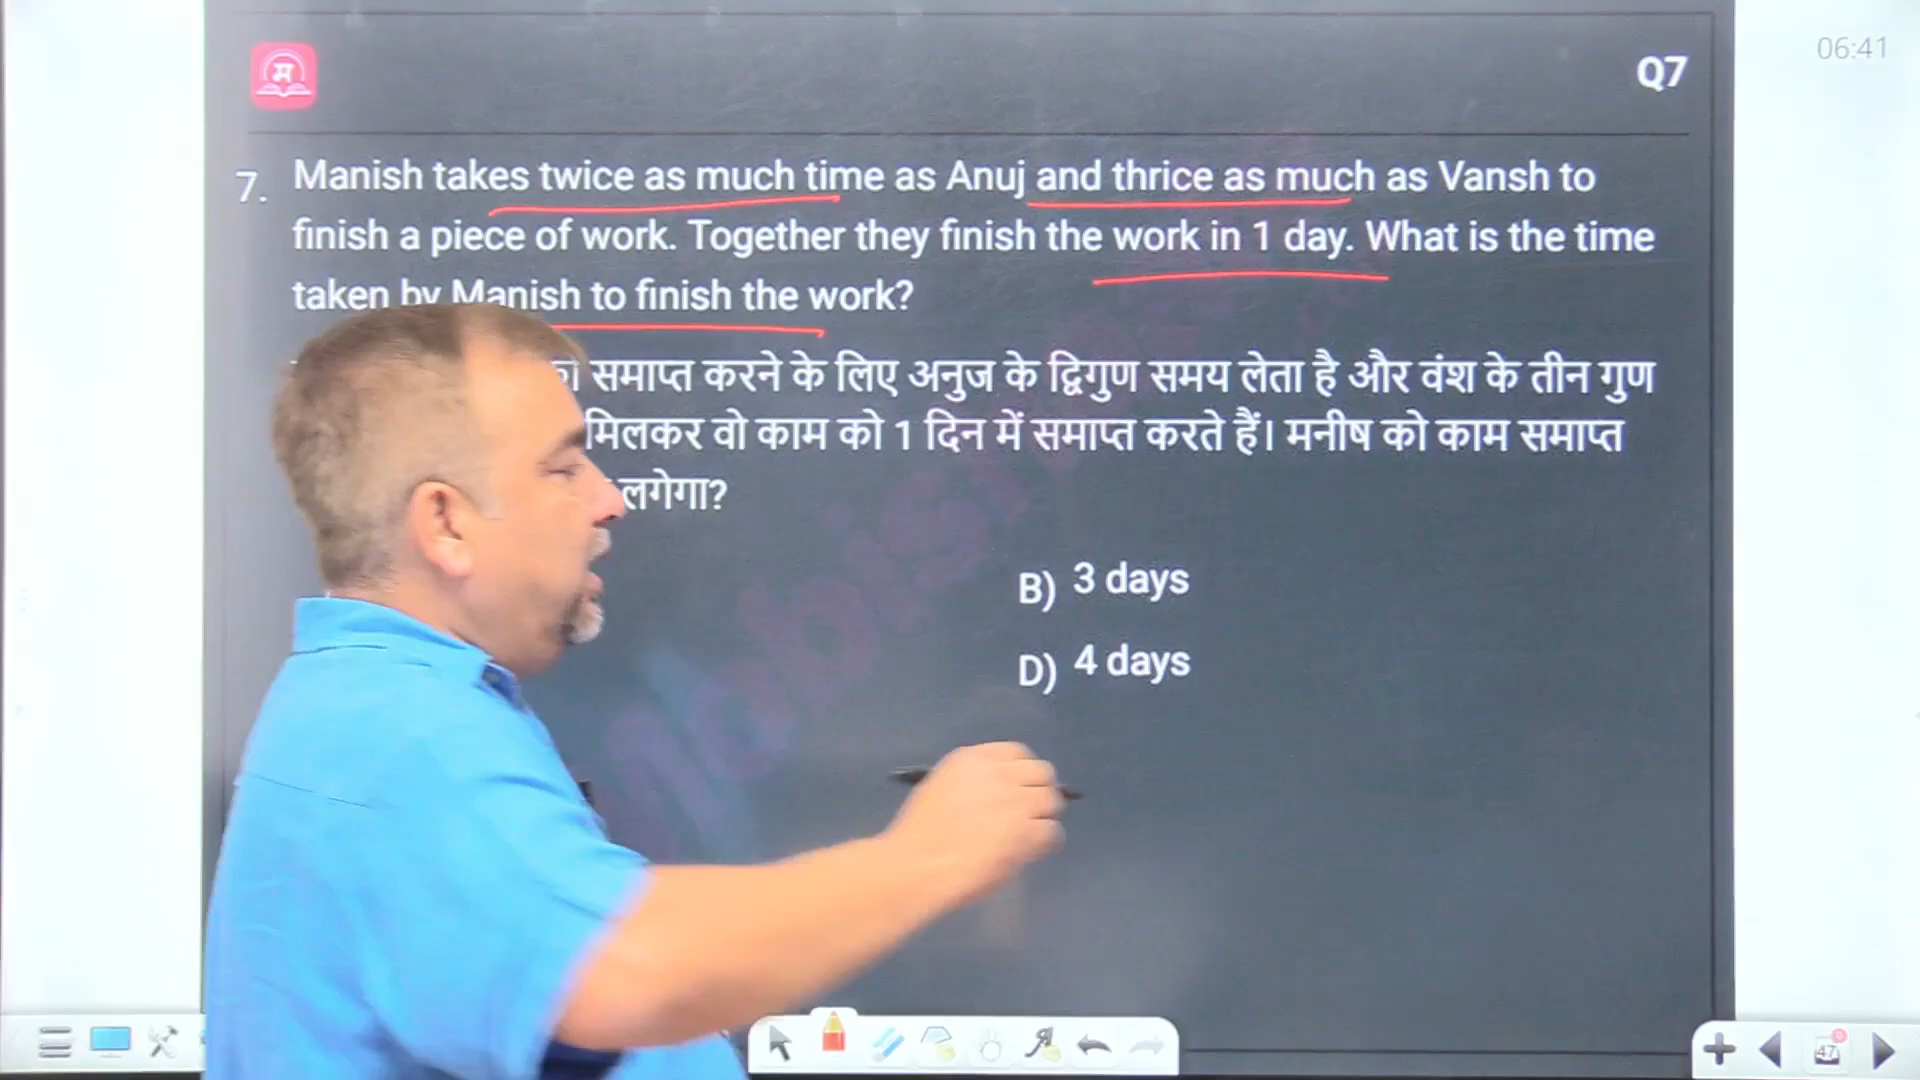 06:41
म
Q7
7. Manish takes twice as much time as Anuj and thrice as much as Vansh to
finish a piece of work. Together they finish the work in 1 day. What is the time
taken by Manish to finish the work?
समाप्त करने के लिए अनुज के द्विगुण समय लेता है और वंश के तीन गुण
मिलकर वो काम को 1 दिन में समाप्त करते हैं। मनीष को काम समाप्त
लगेगा?
B) 3 days
D) 4 days
47